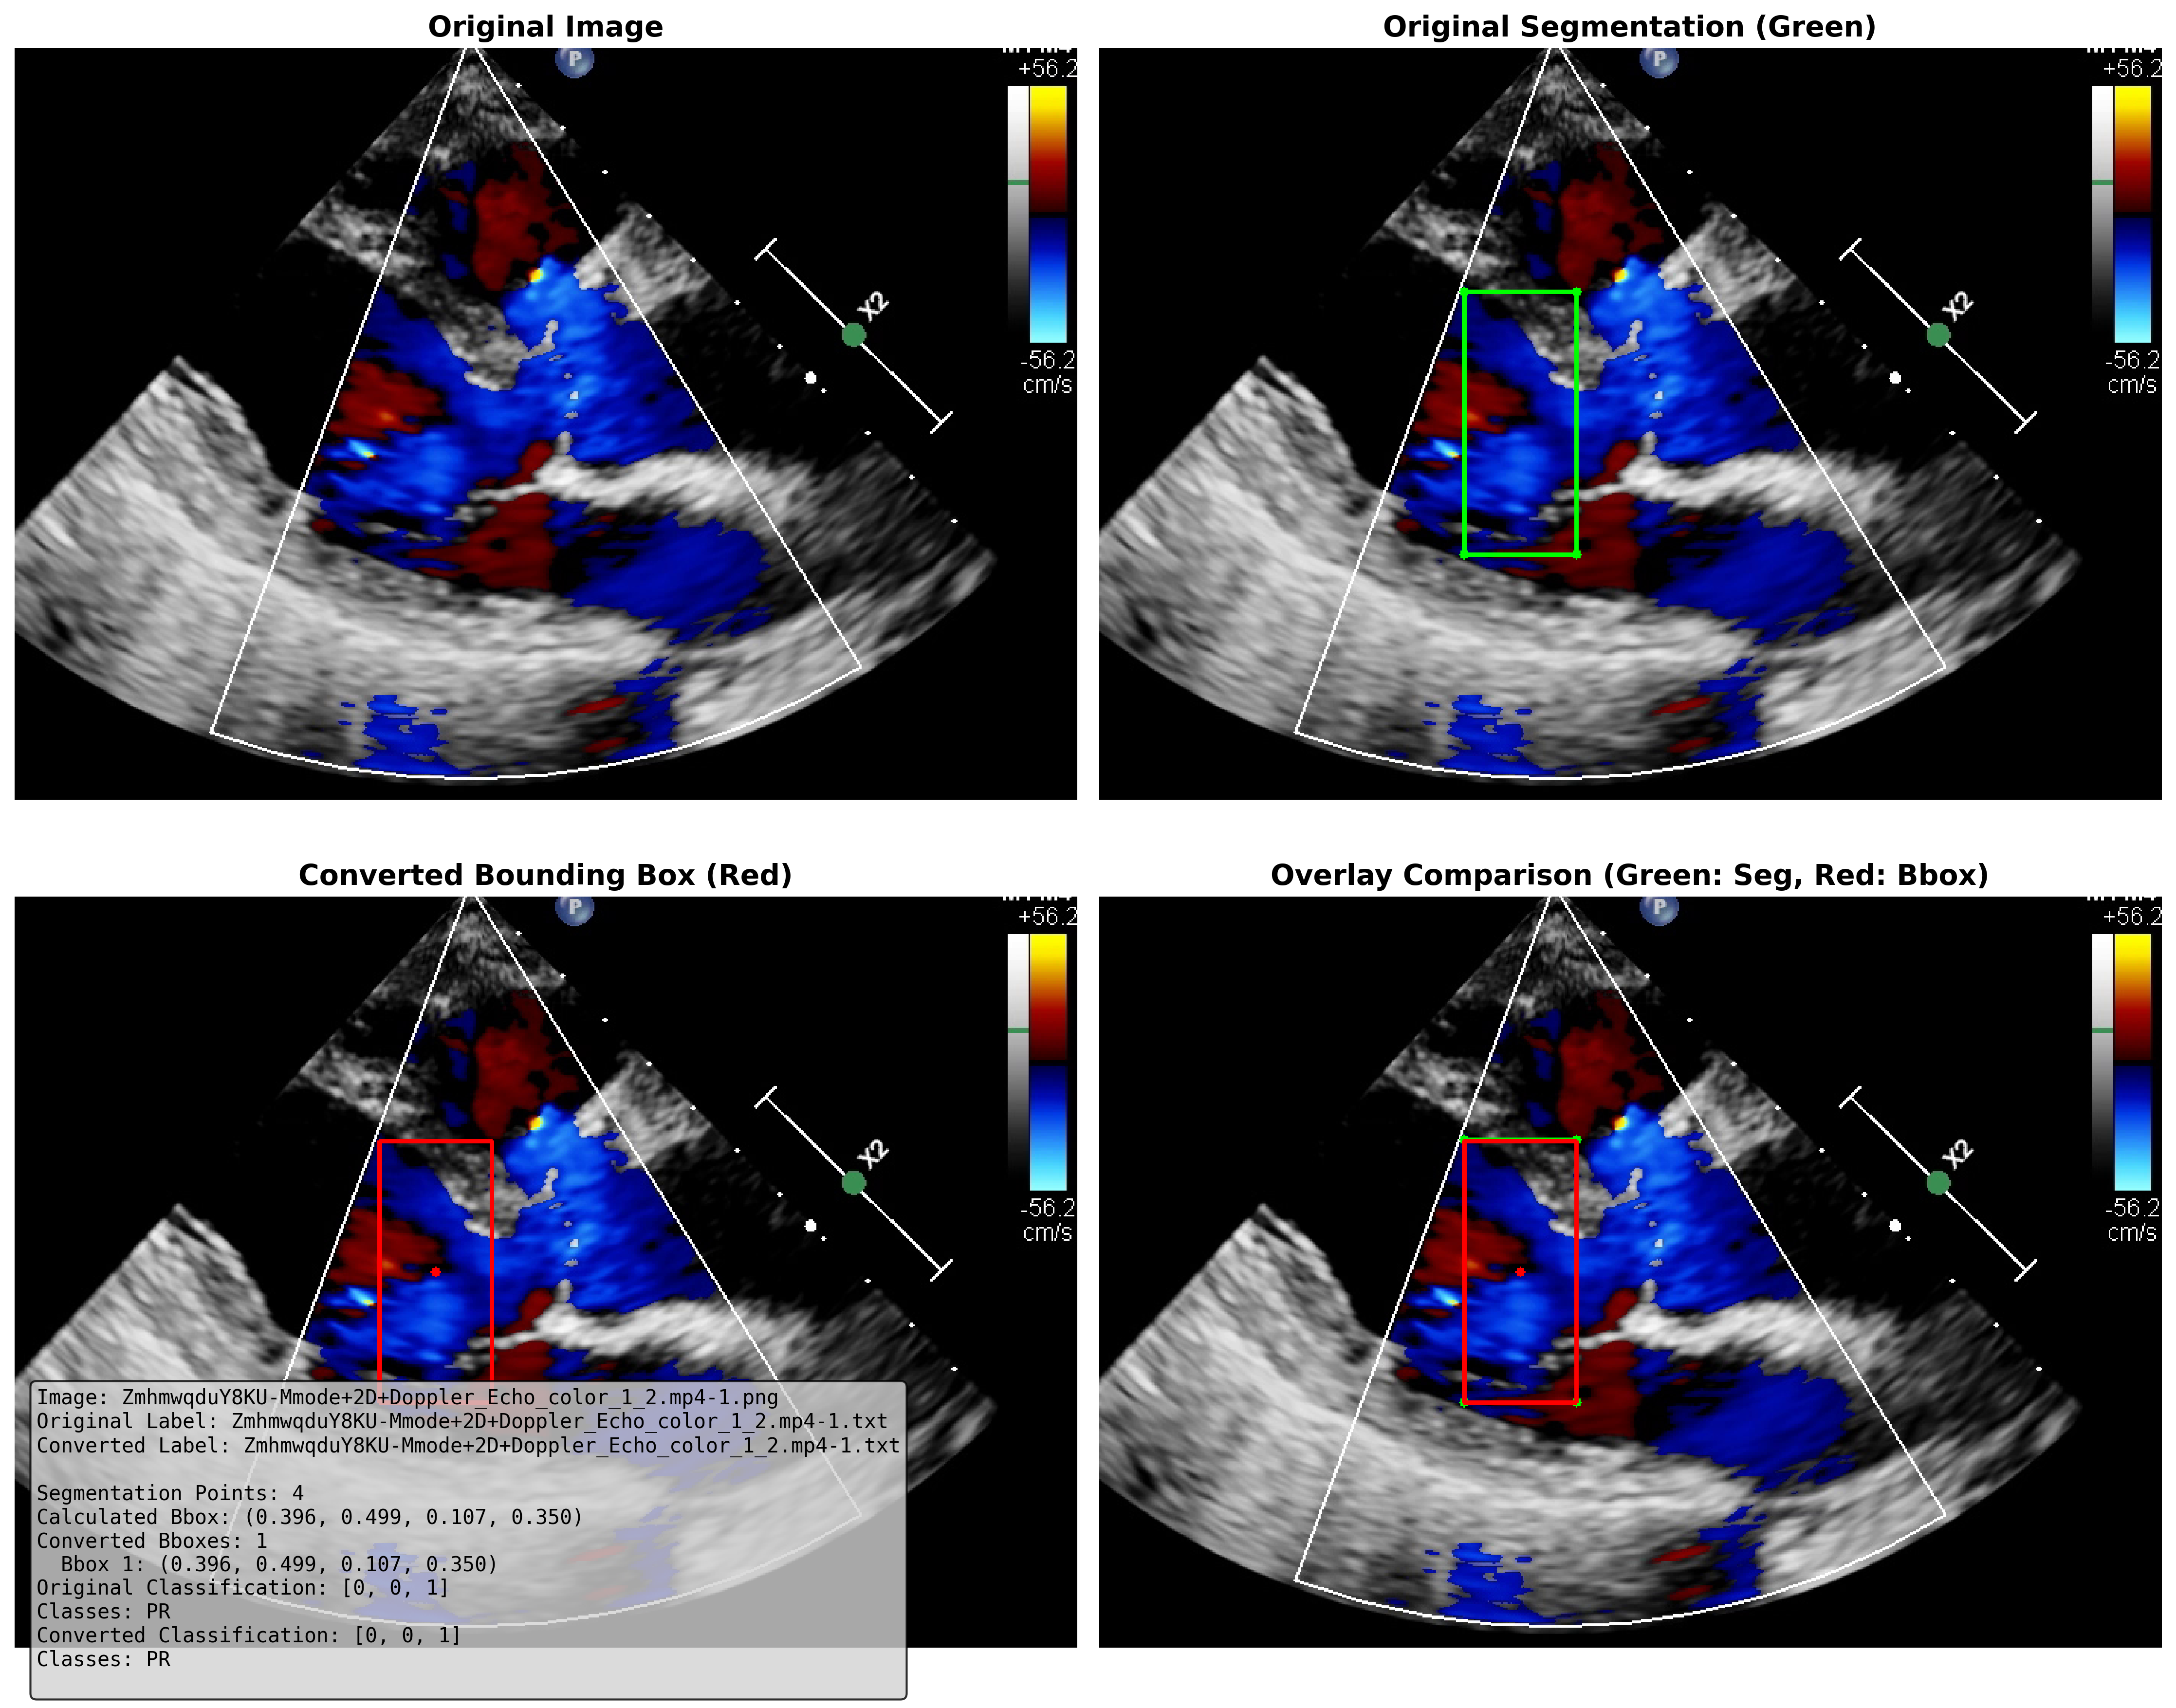 Original Image
Original Segmentation (Green)
P
+56.2
X2
-56.2
cm/s
P
+56.2
X2
-56.2
cm/s
Converted Bounding Box (Red)
Overlay Comparison (Green: Seg, Red: Bbox)
P
+56.2
X2
-56.2
cm/s
P
+56.2
X2
-56.2
cm/s
Image: ZmhmwqduY8KU-Mmode+2D+Doppler_Echo_color_1_2.mp4-1.png
Original Label: ZmhmwqduY8KU-Mmode+2D+Doppler_Echo_color_1_2.mp4-1.txt
Converted Label: ZmhmwqduY8KU-Mmode+2D+Doppler_Echo_color_1_2.mp4-1.txt
Segmentation Points: 4
Calculated Bbox: (0.396, 0.499, 0.107, 0.350)
Converted Bboxes: 1
Bbox 1: (0.396, 0.499, 0.107, 0.350)
Original Classification: [0, 0, 1]
Classes: PR
Converted Classification: [0, 0, 1]
Classes: PR